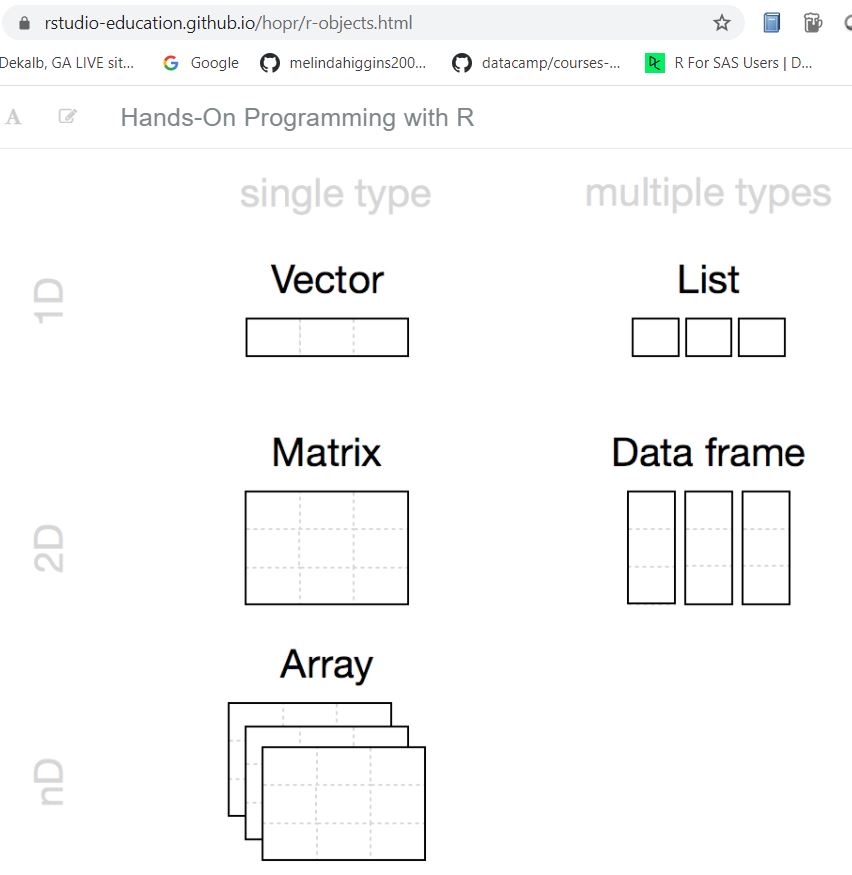 rstudio-education.github.io/hopr/r-objects.html
Dekalb, GA LIVE sit... Google melindahiggins200... datacamp/courses-... R For SAS Users | D...
A Hands-On Programming with R
single type multiple types
1D
Vector List
2D
Matrix Data frame
nD
Array